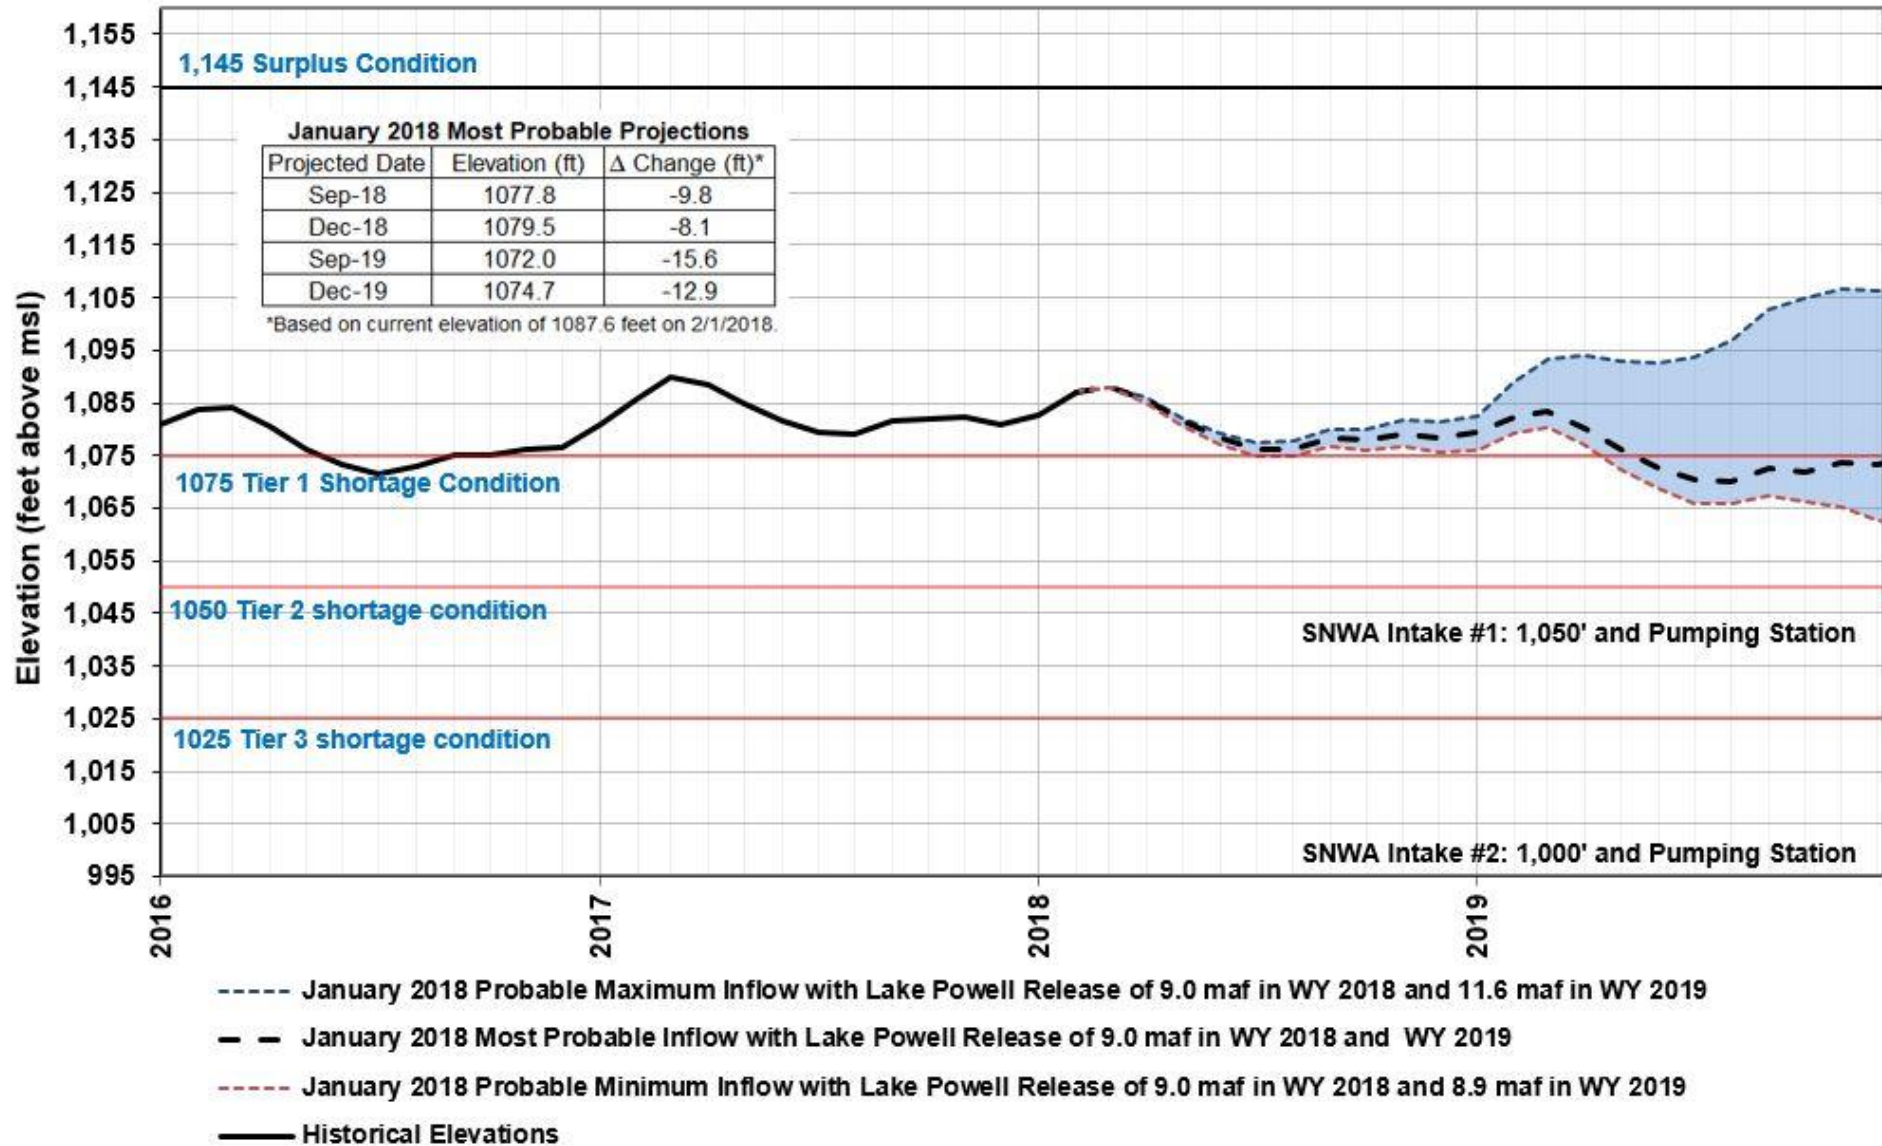 1,155
1,145
1,135
1,125
1,115
1,105
1,095
1,085
1,075
1,065
1,055
1,045
1,035
1,025
1,015
1,005
995
Elevation (feet above msl)
1,145 Surplus Condition
January 2018 Most Probable Projections
Projected Date Elevation (ft) Δ Change (ft)*
Sep-18 1077.8 -9.8
Dec-18 1079.5 -8.1
Sep-19 1072.0 -15.6
Dec-19 1074.7 -12.9
*Based on current elevation of 1087.6 feet on 2/1/2018.
1075 Tier 1 Shortage Condition
1050 Tier 2 shortage condition
SNWA Intake #1: 1,050' and Pumping Station
1025 Tier 3 shortage condition
SNWA Intake #2: 1,000' and Pumping Station
2016
2017
2018
2019
January 2018 Probable Maximum Inflow with Lake Powell Release of 9.0 maf in WY 2018 and 11.6 maf in WY 2019
January 2018 Most Probable Inflow with Lake Powell Release of 9.0 maf in WY 2018 and WY 2019
January 2018 Probable Minimum Inflow with Lake Powell Release of 9.0 maf in WY 2018 and 8.9 maf in WY 2019
Historical Elevations